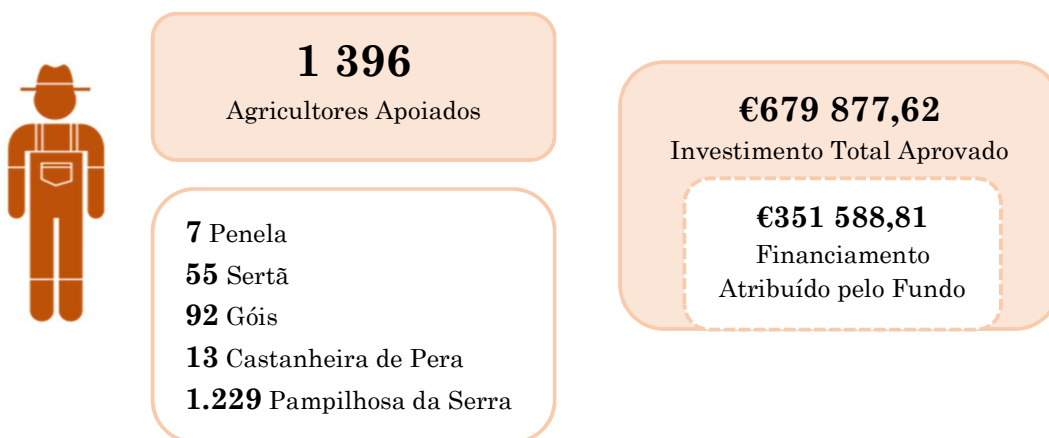 1 396
Agricultores Apoiados
7 Penela
55 Sertã
92 Góis
13 Castanheira de Pera
1.229 Pampilhosa da Serra
€679 877,62
Investimento Total Aprovado
€351 588,81
Financiamento
Atribuído pelo Fundo